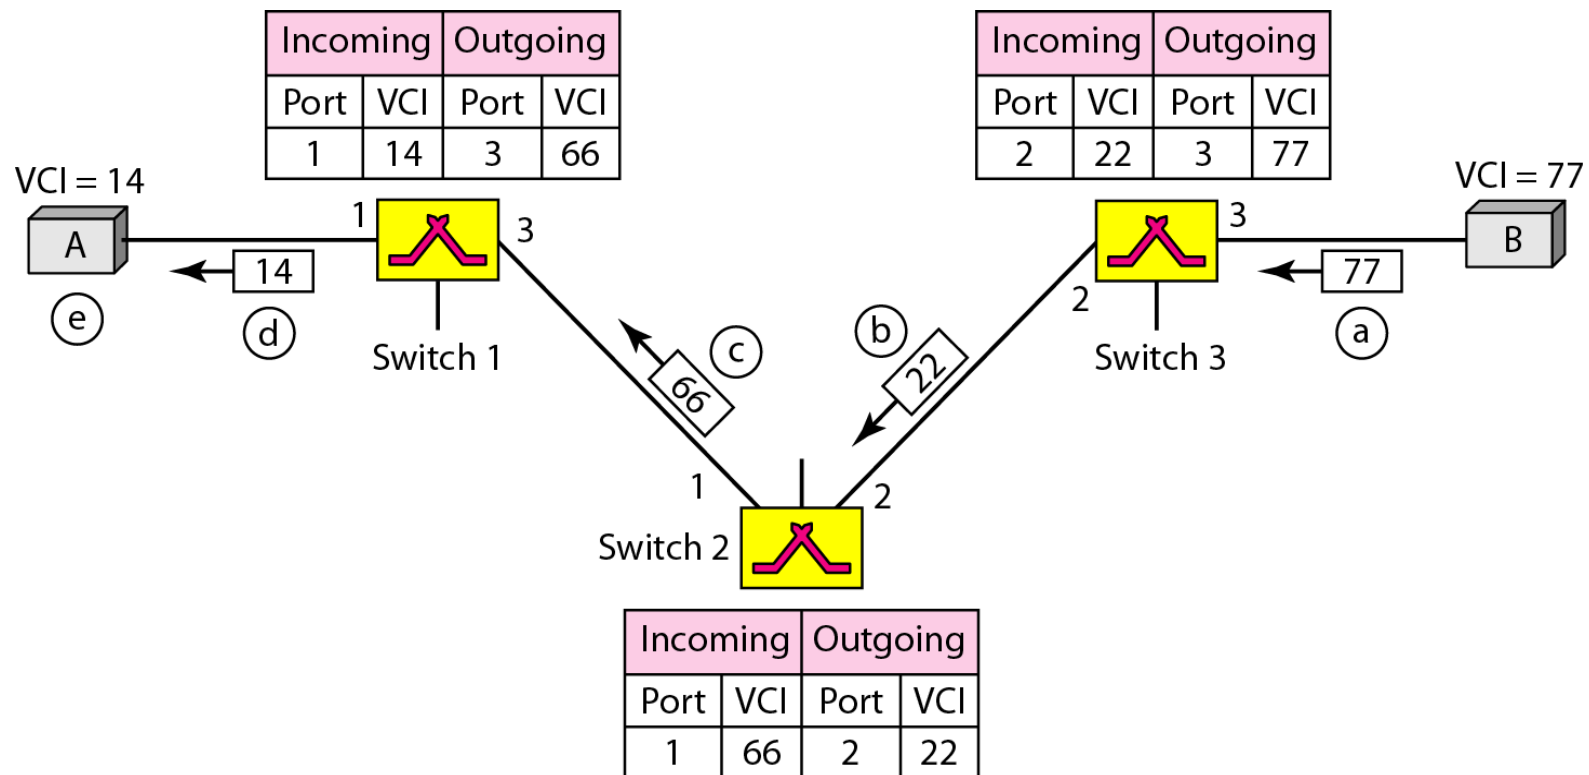 Incoming Outgoing
Port VCI Port VCI
1 14 3 66
Incoming Outgoing
Port VCI Port VCI
2 22 3 77
VCI = 14
VCI = 77
A
1
3
3
B
14
2
77
e
d
c
b
a
Switch 1
Switch 3
66
22
1
2
Switch 2
Incoming Outgoing
Port VCI Port VCI
1 66 2 22